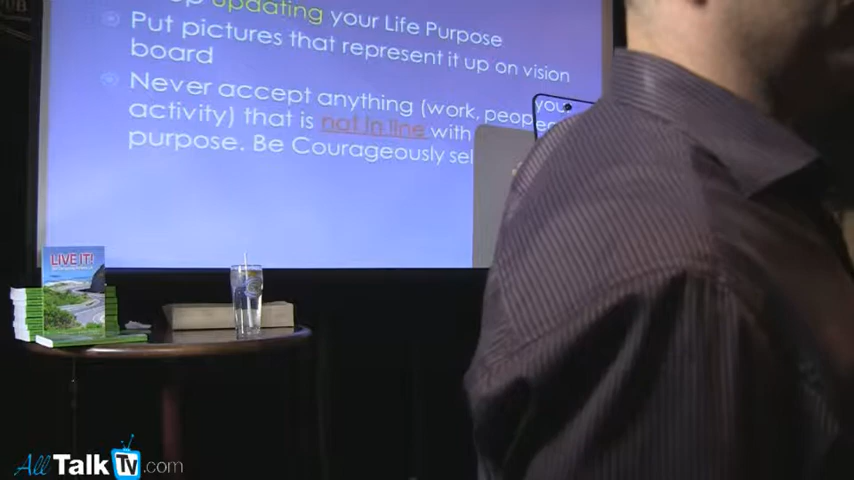 updating your Life Purpose
Put pictures that represent it up on vision
board
Never accept anything (work, people,
activity) that is not in line with
purpose. Be Courageously
LIVE IT!
AllTalkTv.com